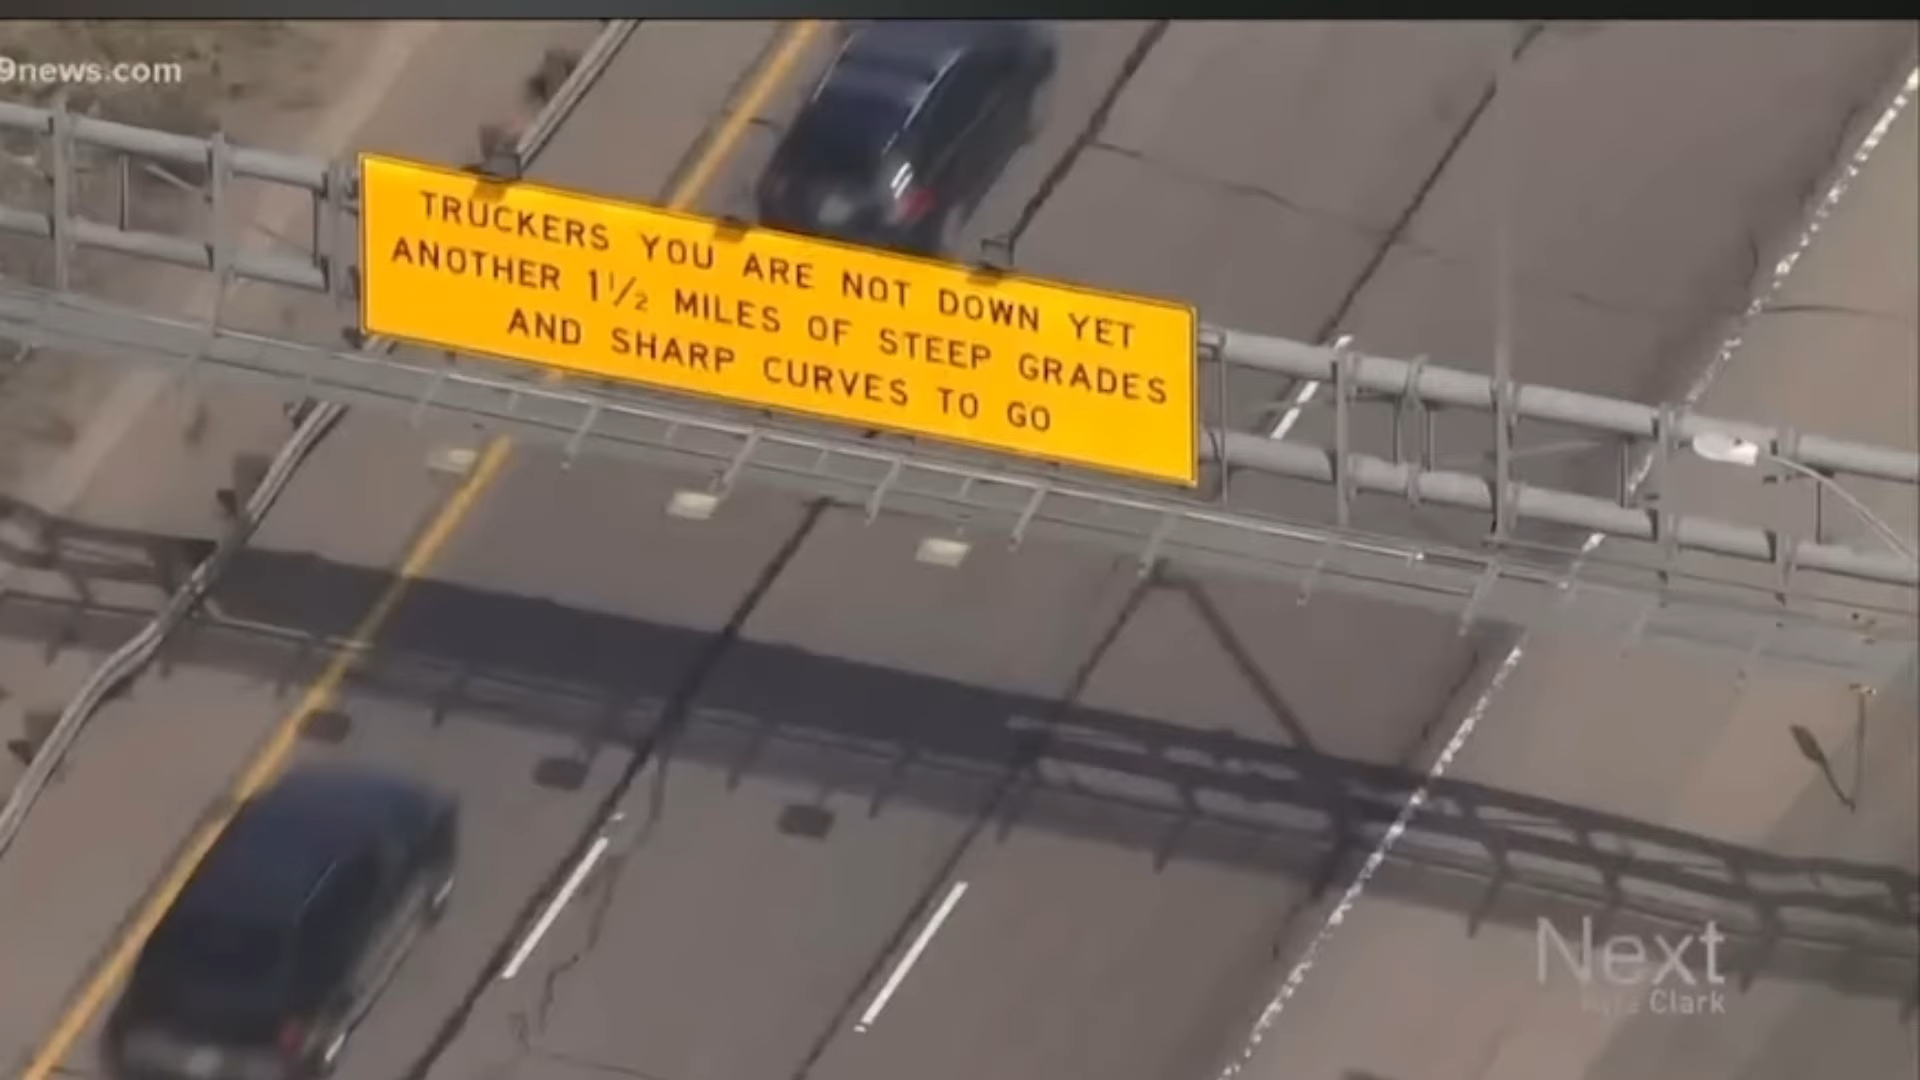 9news.com
TRUCKERS YOU ARE NOT DOWN YET
ANOTHER 1½ MILES OF STEEP GRADES
AND SHARP CURVES TO GO
Next
Clark